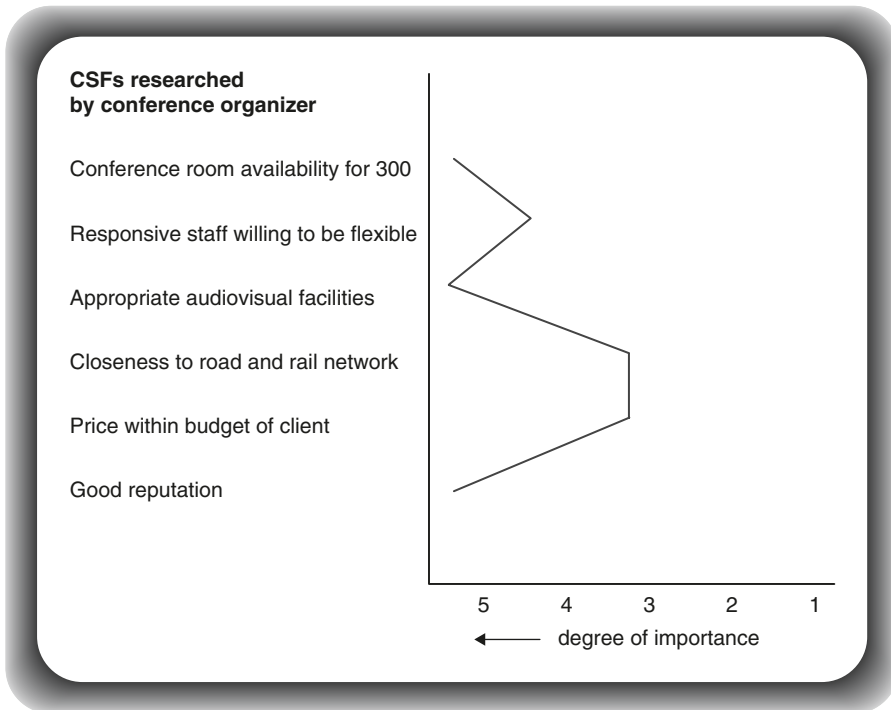 CSFs researched
by conference organizer
Conference room availability for 300
Responsive staff willing to be flexible
Appropriate audiovisual facilities
Closeness to road and rail network
Price within budget of client
Good reputation
5 4 3 2 1
degree of importance